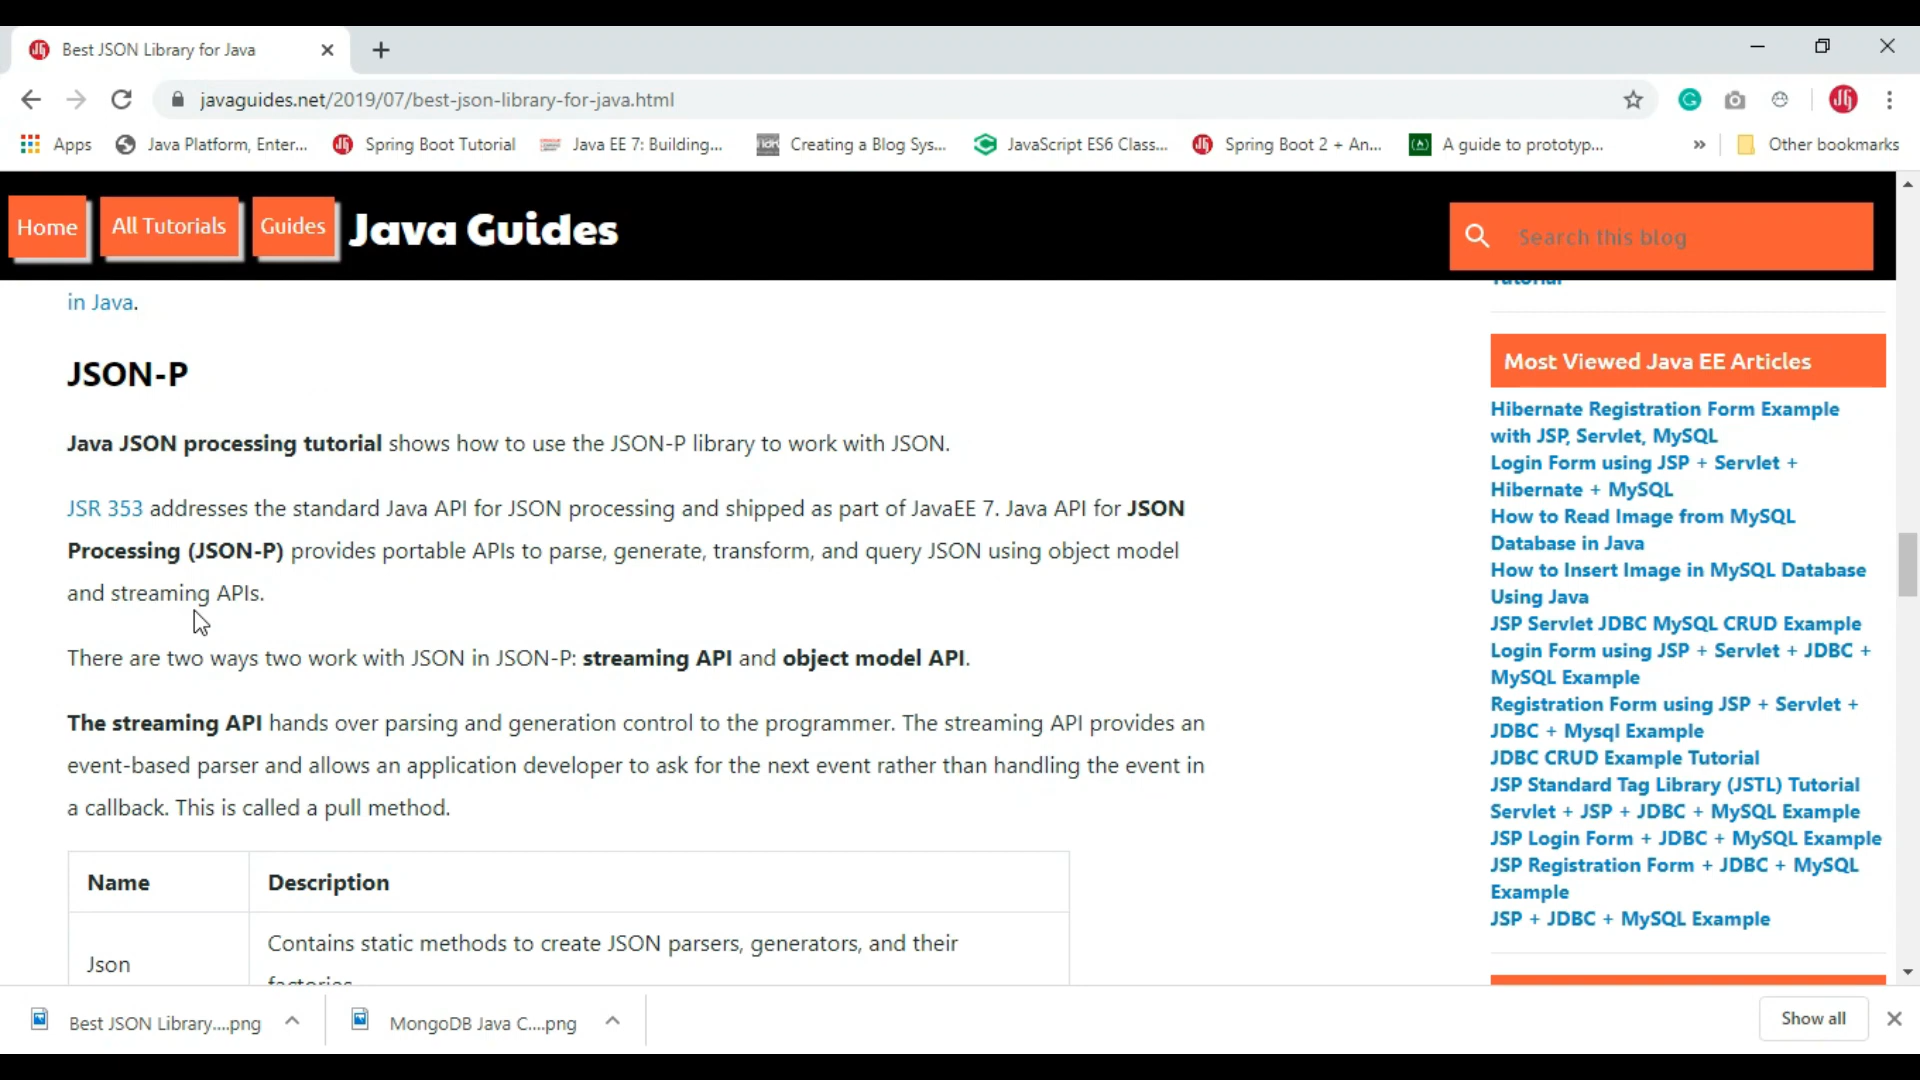 Best JSON Library for Java
javaguides.net/2019/07/best-json-library-for-java.html
Apps
Java Platform, Enter...
Spring Boot Tutorial
Java EE 7: Building...
Creating a Blog Sys...
JavaScript ES6 Class...
Spring Boot 2 + An...
A guide to prototyp...
»
Other bookmarks
Home
All Tutorials
Guides
Java Guides
Search this blog
in Java.
JSON-P
Java JSON processing tutorial shows how to use the JSON-P library to work with JSON.
JSR 353 addresses the standard Java API for JSON processing and shipped as part of JavaEE 7. Java API for JSON
Processing (JSON-P) provides portable APIs to parse, generate, transform, and query JSON using object model
and streaming APIs.
There are two ways two work with JSON in JSON-P: streaming API and object model API.
The streaming API hands over parsing and generation control to the programmer. The streaming API provides an
event-based parser and allows an application developer to ask for the next event rather than handling the event in
a callback. This is called a pull method.
Name
Description
Json
Contains static methods to create JSON parsers, generators, and their
factories.
Tutorial
Most Viewed Java EE Articles
Hibernate Registration Form Example
with JSP, Servlet, MySQL
Login Form using JSP + Servlet +
Hibernate + MySQL
How to Read Image from MySQL
Database in Java
How to Insert Image in MySQL Database
Using Java
JSP Servlet JDBC MySQL CRUD Example
Login Form using JSP + Servlet + JDBC +
MySQL Example
Registration Form using JSP + Servlet +
JDBC + Mysql Example
JDBC CRUD Example Tutorial
JSP Standard Tag Library (JSTL) Tutorial
Servlet + JSP + JDBC + MySQL Example
JSP Login Form + JDBC + MySQL Example
JSP Registration Form + JDBC + MySQL
Example
JSP + JDBC + MySQL Example
Best JSON Library....png
MongoDB Java C....png
Show all